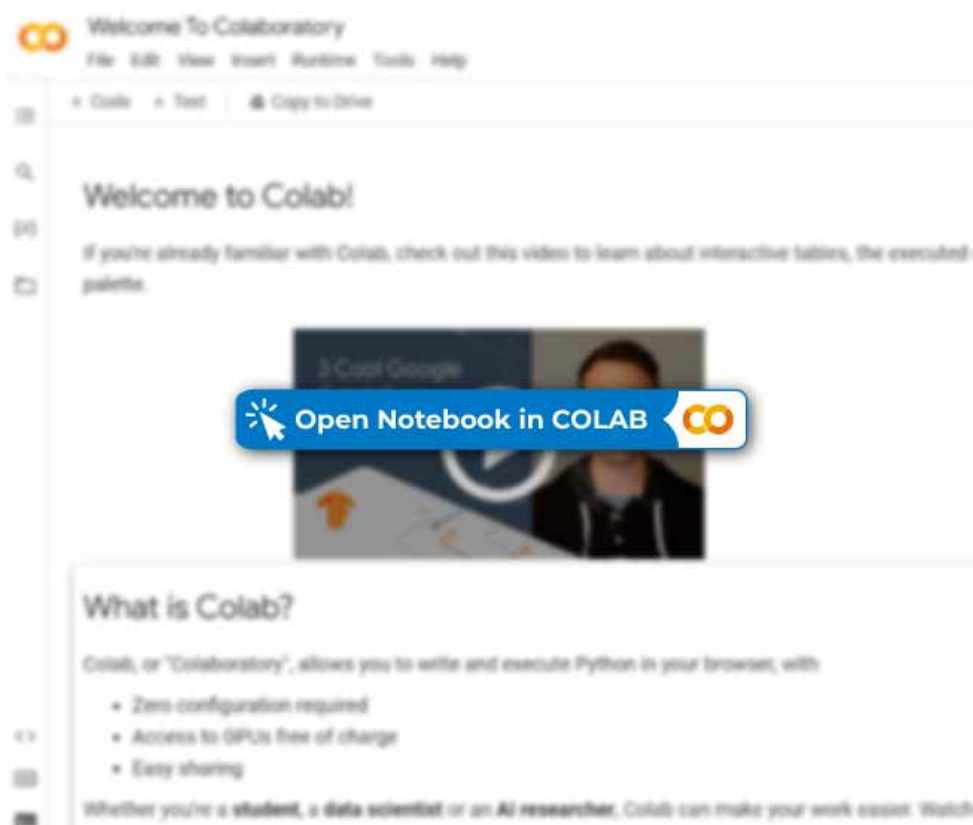 Welcome To Colaboratory
File Edit View Insert Runtime Tools Help
+ Code + Text Copy to Drive
Welcome to Colab!
If you're already familiar with Colab, check out this video to learn about interactive tables, the executed
palette.
3 Cool Google
Open Notebook in COLAB
What is Colab?
Colab, or "Colaboratory", allows you to write and execute Python in your browser, with
• Zero configuration required
• Access to GPUs free of charge
• Easy sharing
Whether you're a student, a data scientist or an AI researcher, Colab can make your work easier. Watch